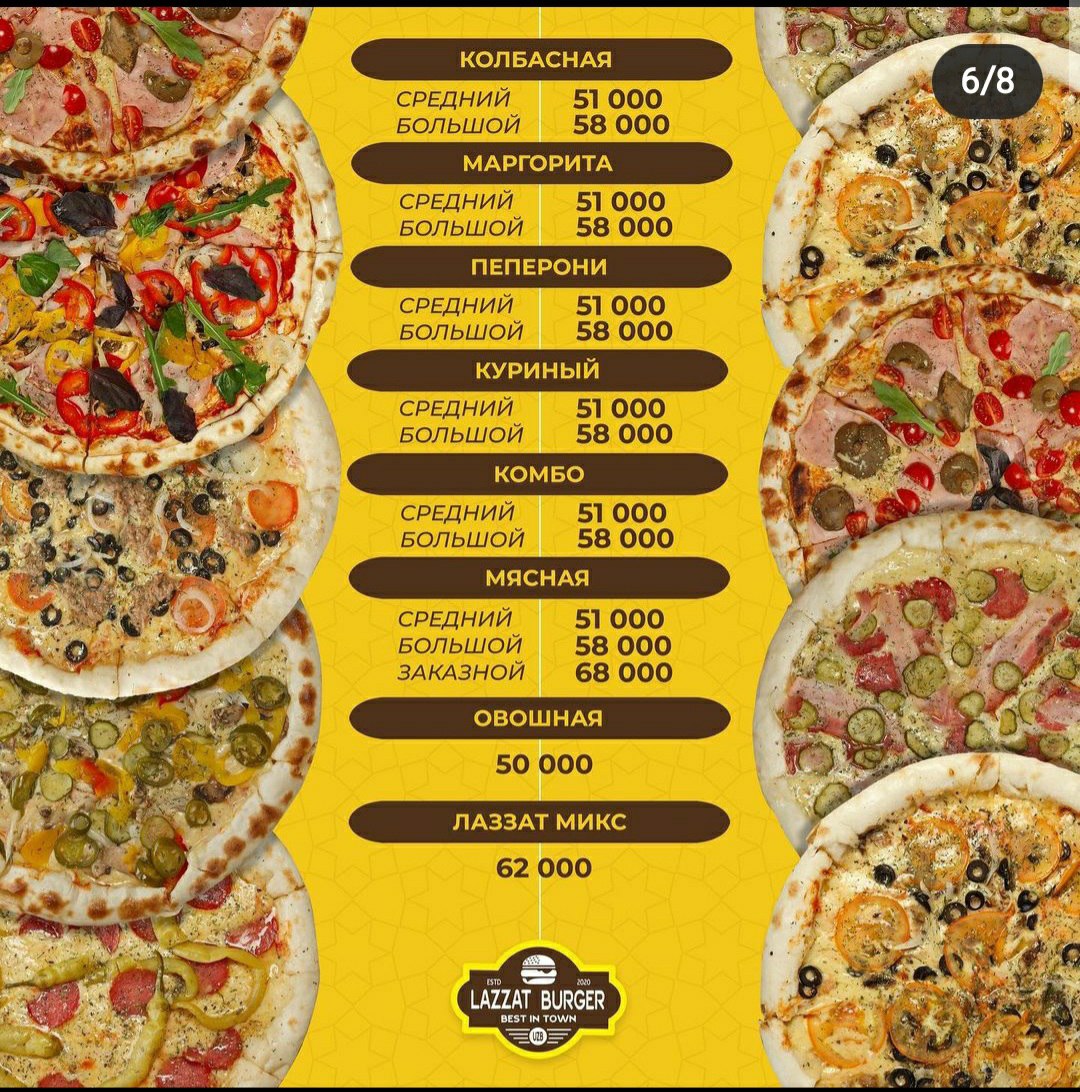 6/8
КОЛБАСНАЯ
СРЕДНИЙ 51 000
БОЛЬШОЙ 58 000
МАРГОРИТА
СРЕДНИЙ 51 000
БОЛЬШОЙ 58 000
ПЕПЕРОНИ
СРЕДНИЙ 51 000
БОЛЬШОЙ 58 000
КУРИНЫЙ
СРЕДНИЙ 51 000
БОЛЬШОЙ 58 000
КОМБО
СРЕДНИЙ 51 000
БОЛЬШОЙ 58 000
МЯСНАЯ
СРЕДНИЙ 51 000
БОЛЬШОЙ 58 000
ЗАКАЗНОЙ 68 000
ОВОШНАЯ
50 000
ЛАЗЗАТ МИКС
62 000
ESTD 2020
LAZZAT BURGER
BEST IN TOWN
UZB